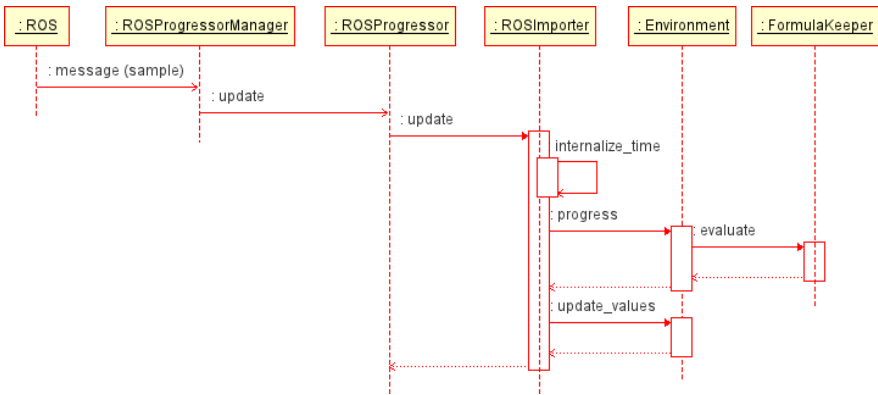 : ROS
: ROSProgressorManager
: ROSProgressor
: ROSImporter
: Environment
: FormulaKeeper
: message (sample)
: update
: update
internalize_time
: progress
: evaluate
: update_values